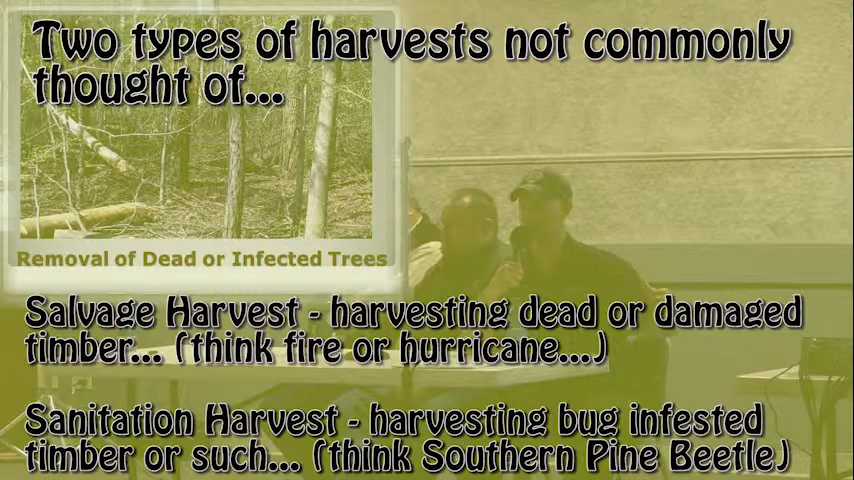 Two types of harvests not commonly
thought of...
Removal of Dead or Infected Trees
Salvage Harvest - harvesting dead or damaged
timber... (think fire or hurricane...)
Sanitation Harvest - harvesting bug infested
timber or such... (think Southern Pine Beetle)